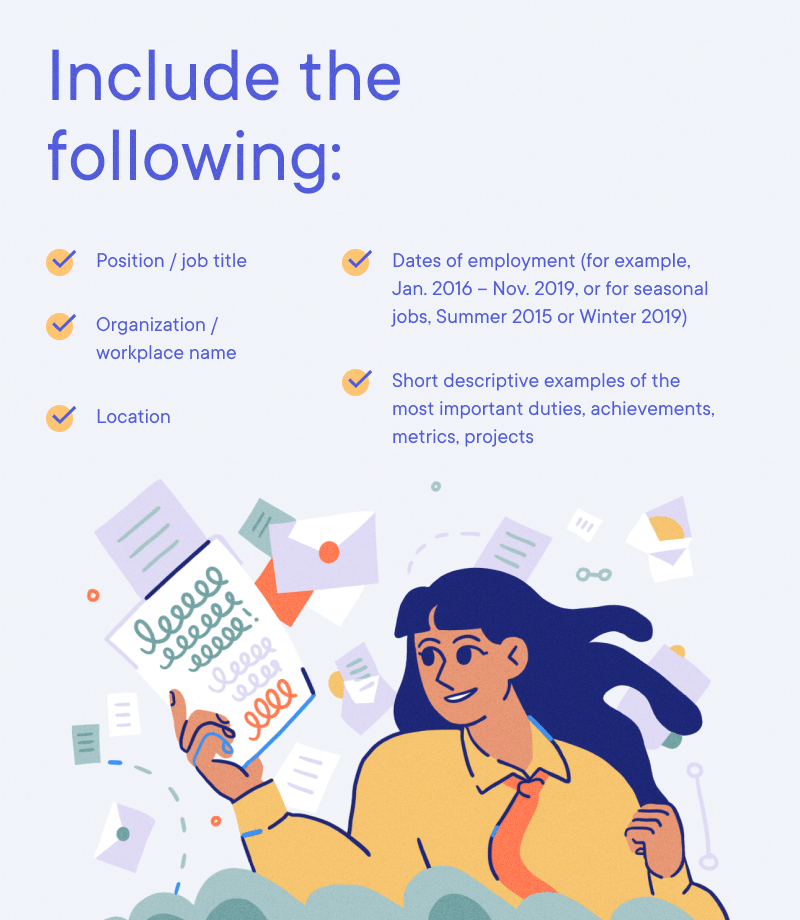 Include the
following:
Position / job title
Organization /
workplace name
Location
Dates of employment (for example,
Jan. 2016 – Nov. 2019, or for seasonal
jobs, Summer 2015 or Winter 2019)
Short descriptive examples of the
most important duties, achievements,
metrics, projects